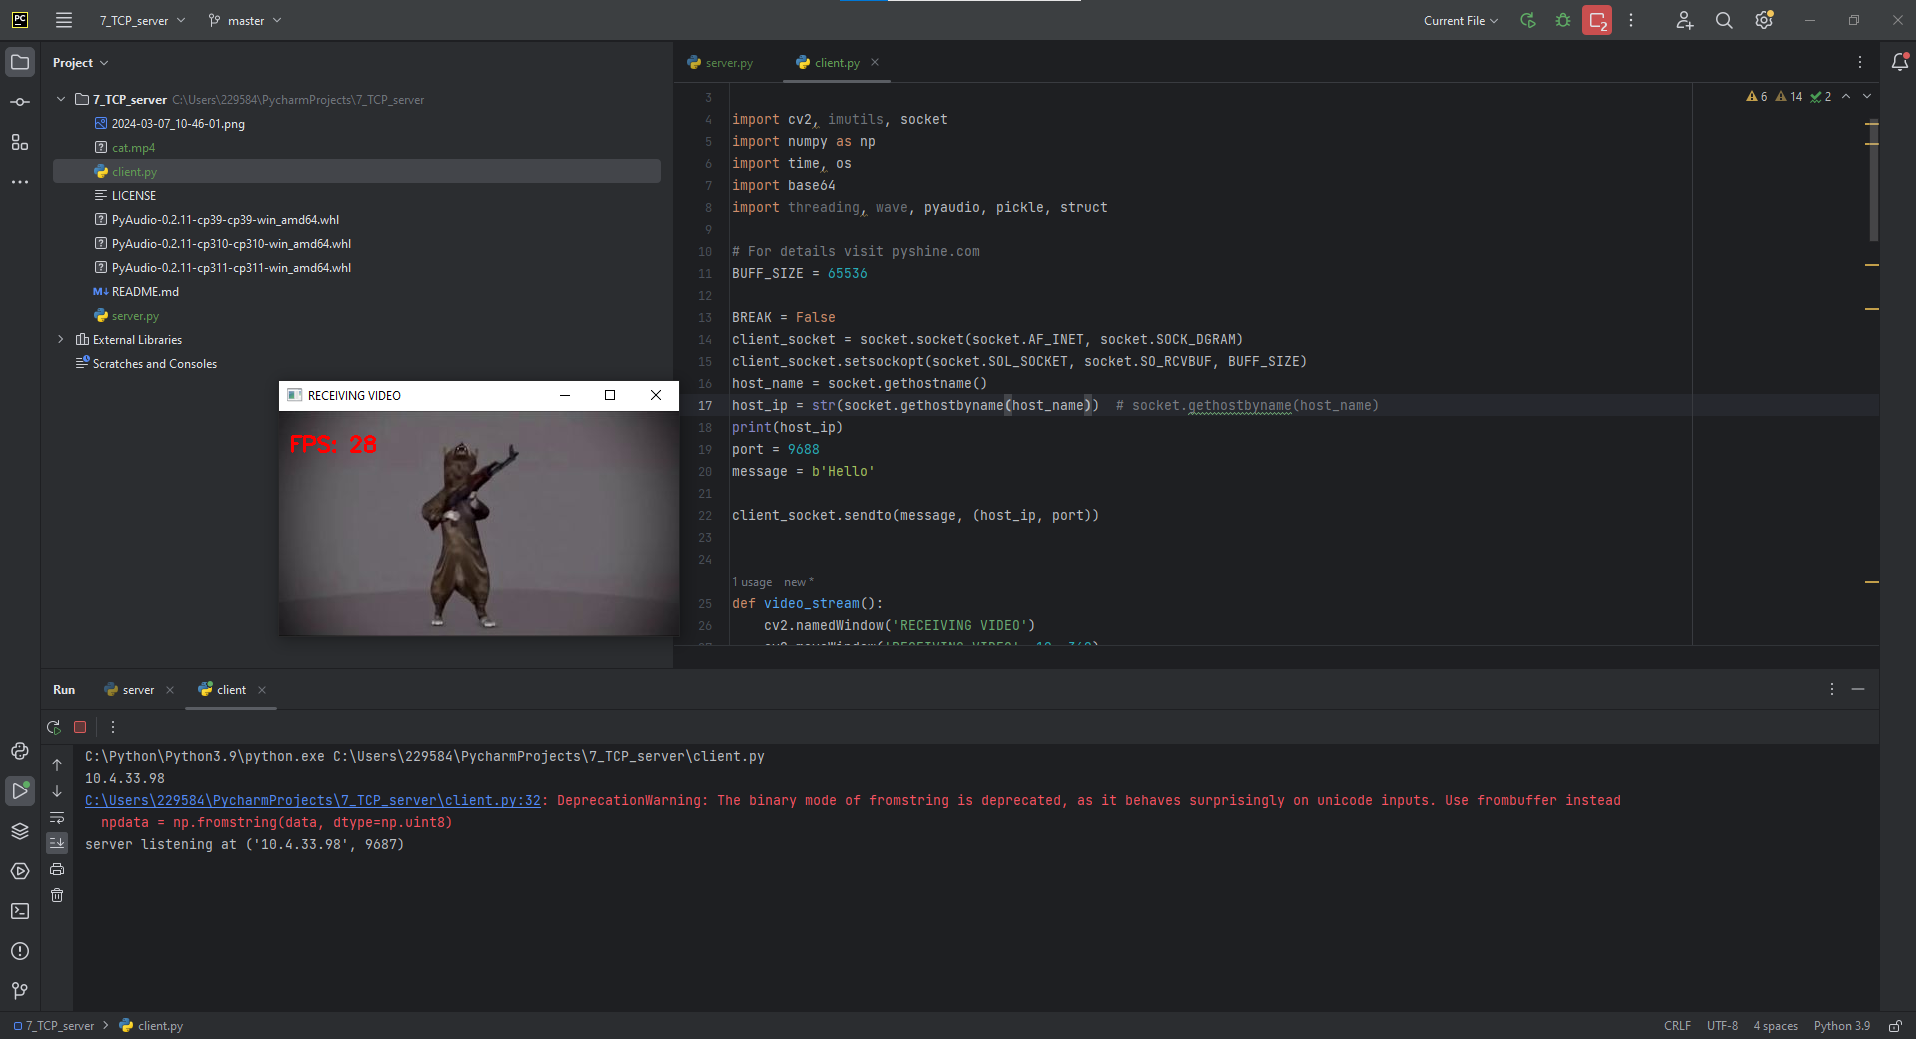 PC
7_TCP_server
master
Current File
2
Project
7_TCP_server C:\Users\229584\PycharmProjects\7_TCP_server
2024-03-07_10-46-01.png
cat.mp4
client.py
LICENSE
PyAudio-0.2.11-cp39-cp39-win_amd64.whl
PyAudio-0.2.11-cp310-cp310-win_amd64.whl
PyAudio-0.2.11-cp311-cp311-win_amd64.whl
M↓ README.md
server.py
External Libraries
Scratches and Consoles
RECEIVING VIDEO
FPS: 28
server.py
client.py
6 14 2
3
4 import cv2, imutils, socket
5 import numpy as np
6 import time, os
7 import base64
8 import threading, wave, pyaudio, pickle, struct
9
10 # For details visit pyshine.com
11 BUFF_SIZE = 65536
12
13 BREAK = False
14 client_socket = socket.socket(socket.AF_INET, socket.SOCK_DGRAM)
15 client_socket.setsockopt(socket.SOL_SOCKET, socket.SO_RCVBUF, BUFF_SIZE)
16 host_name = socket.gethostname()
17 host_ip = str(socket.gethostbyname(host_name)) # socket.gethostbyname(host_name)
18 print(host_ip)
19 port = 9688
20 message = b'Hello'
21
22 client_socket.sendto(message, (host_ip, port))
23
24
1 usage new *
25 def video_stream():
26 cv2.namedWindow('RECEIVING VIDEO')
Run
server
client
C:\Python\Python3.9\python.exe C:\Users\229584\PycharmProjects\7_TCP_server\client.py
10.4.33.98
C:\Users\229584\PycharmProjects\7_TCP_server\client.py:32: DeprecationWarning: The binary mode of fromstring is deprecated, as it behaves surprisingly on unicode inputs. Use frombuffer instead
npdata = np.fromstring(data, dtype=np.uint8)
server listening at ('10.4.33.98', 9687)
7_TCP_server > client.py
CRLF UTF-8 4 spaces Python 3.9